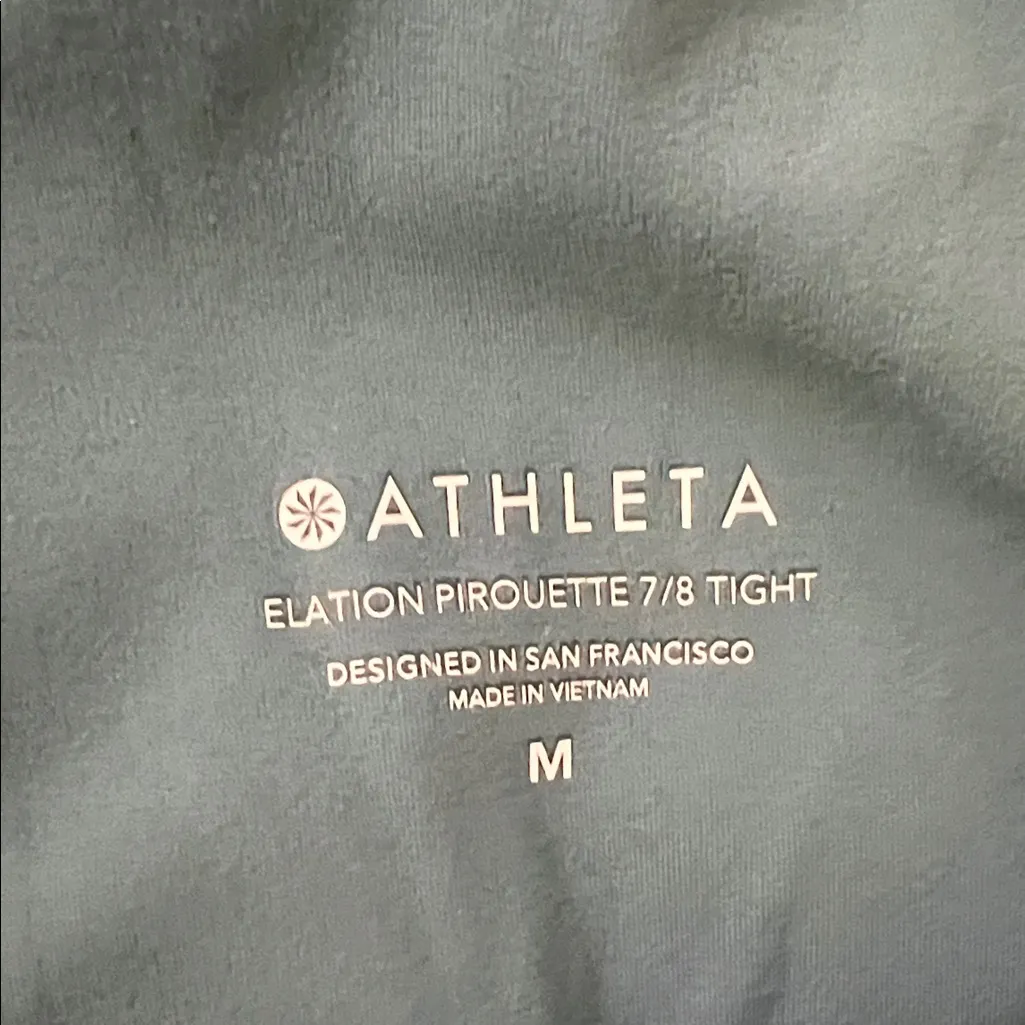 ATHLETA
ELATION PIROUETTE 7/8 TIGHT
DESIGNED IN SAN FRANCISCO
MADE IN VIETNAM
M